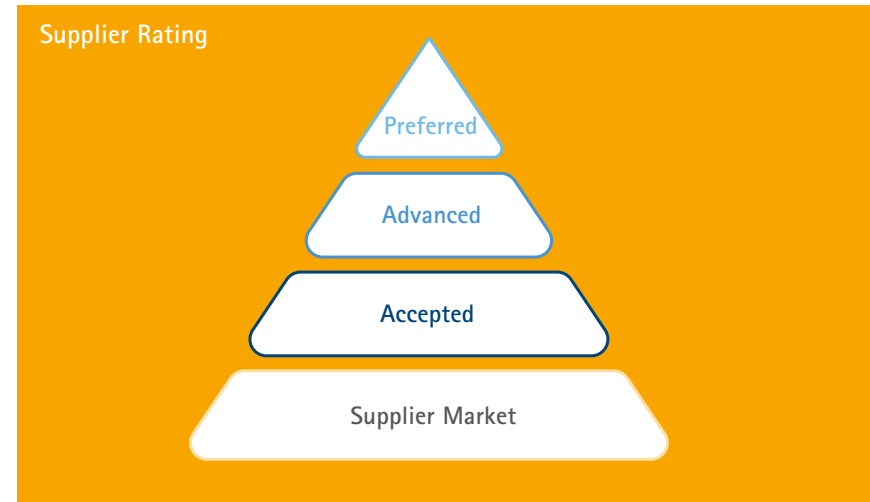 Supplier Rating
Preferred
Advanced
Accepted
Supplier Market